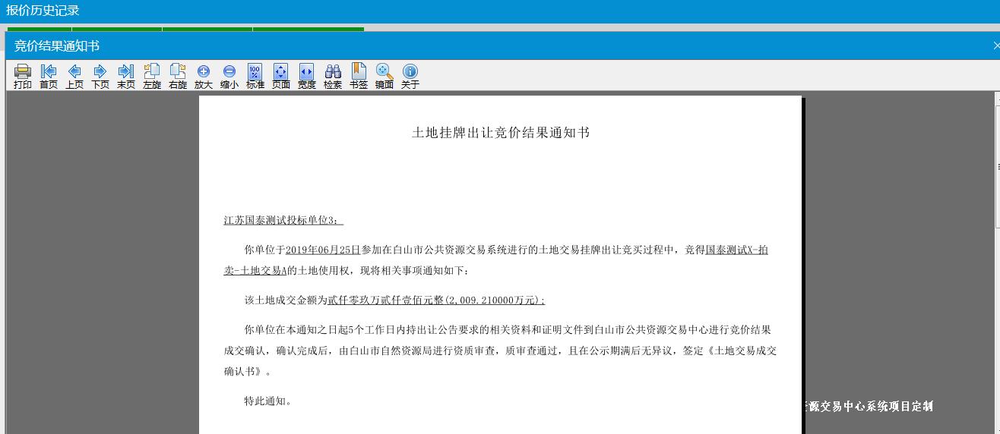 报价历史记录
竞价结果通知书
打印 首页 上页 下页 末页 左旋 右旋 放大 缩小 标准 页面 宽度 检索 书签 镜面 关于
土地挂牌出让竞价结果通知书
江苏国泰测试投标单位3:
你单位于2019年06月25日参加在白山市公共资源交易系统进行的土地交易挂牌出让竞买过程中，竞得国泰测试X-拍
卖-土地交易A的土地使用权，现将相关事项通知如下：
该土地成交金额为贰仟零玖万贰仟壹佰元整(2,009.210000万元);
你单位在本通知之日起5个工作日内持出让公告要求的相关资料和证明文件到白山市公共资源交易中心进行竞价结果
成交确认，确认完成后，由白山市自然资源局进行资质审查，质审查通过，且在公示期满后无异议，签定《土地交易成交
确认书》。
特此通知。
源交易中心系统项目定制